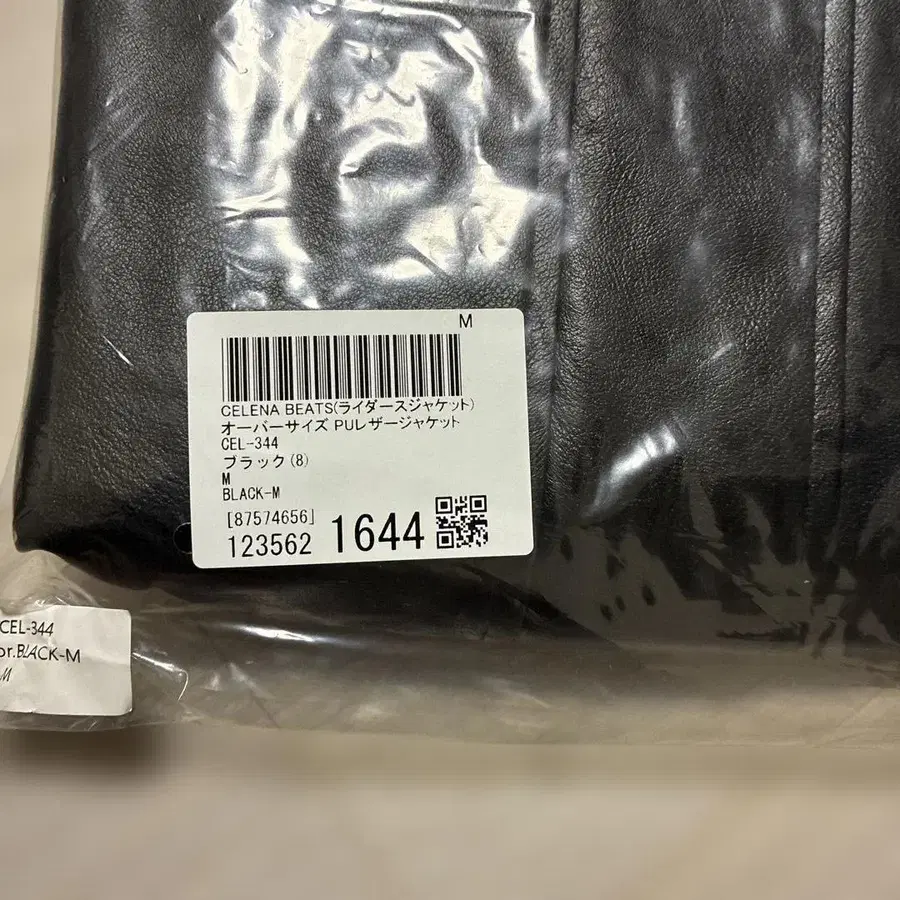 M
CELENA BEATS(ライダースジャケット)
オーバーサイズ PUレザージャケット
CEL-344
ブラック(8)
M
BLACK-M
[87574656]
123562 1644
CEL-344
or.BLACK-M
M